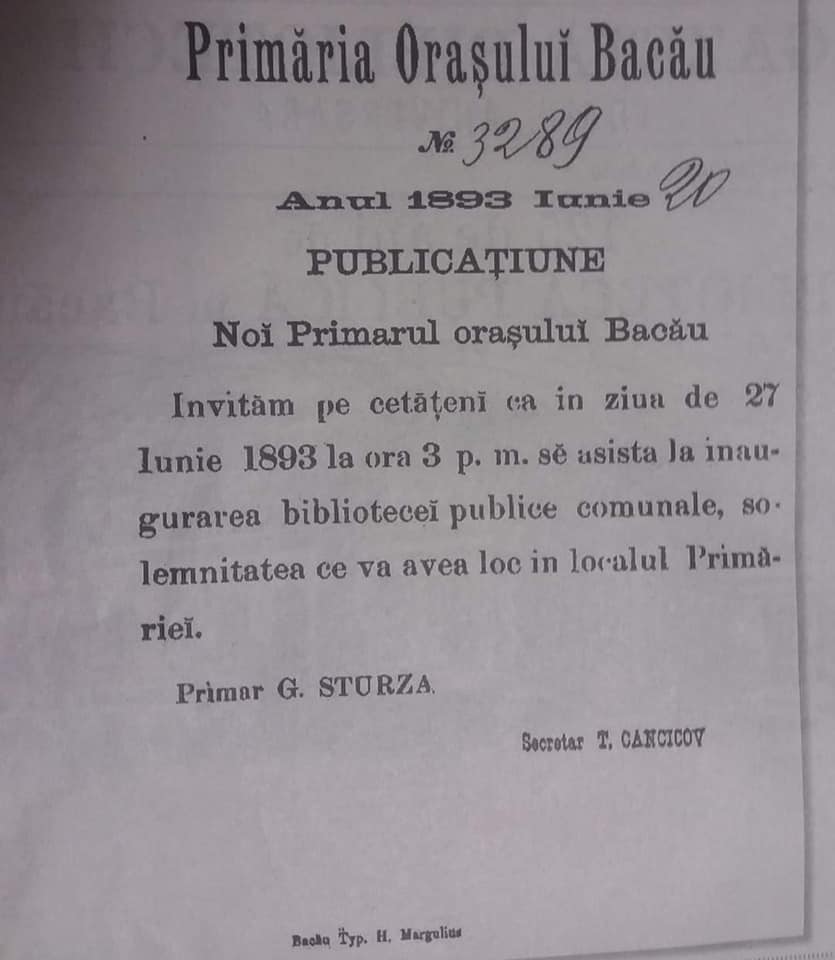 Primăria Orașuluĭ Bacău
№ 3289
Anul 1893 Iunie 20
PUBLICAȚIUNE
Noĭ Primarul orașuluĭ Bacău
Invităm pe cetățenĭ ca in ziua de 27
Iunie 1893 la ora 3 p. m. sĕ asista la inau-
gurarea biblioteceĭ publice comunale, so-
lemnitatea ce va avea loc in localul Primă-
rieĭ.
Primar G. STURZA.
Secretar T. CANCICOV
Bacău Typ. H. Margulius